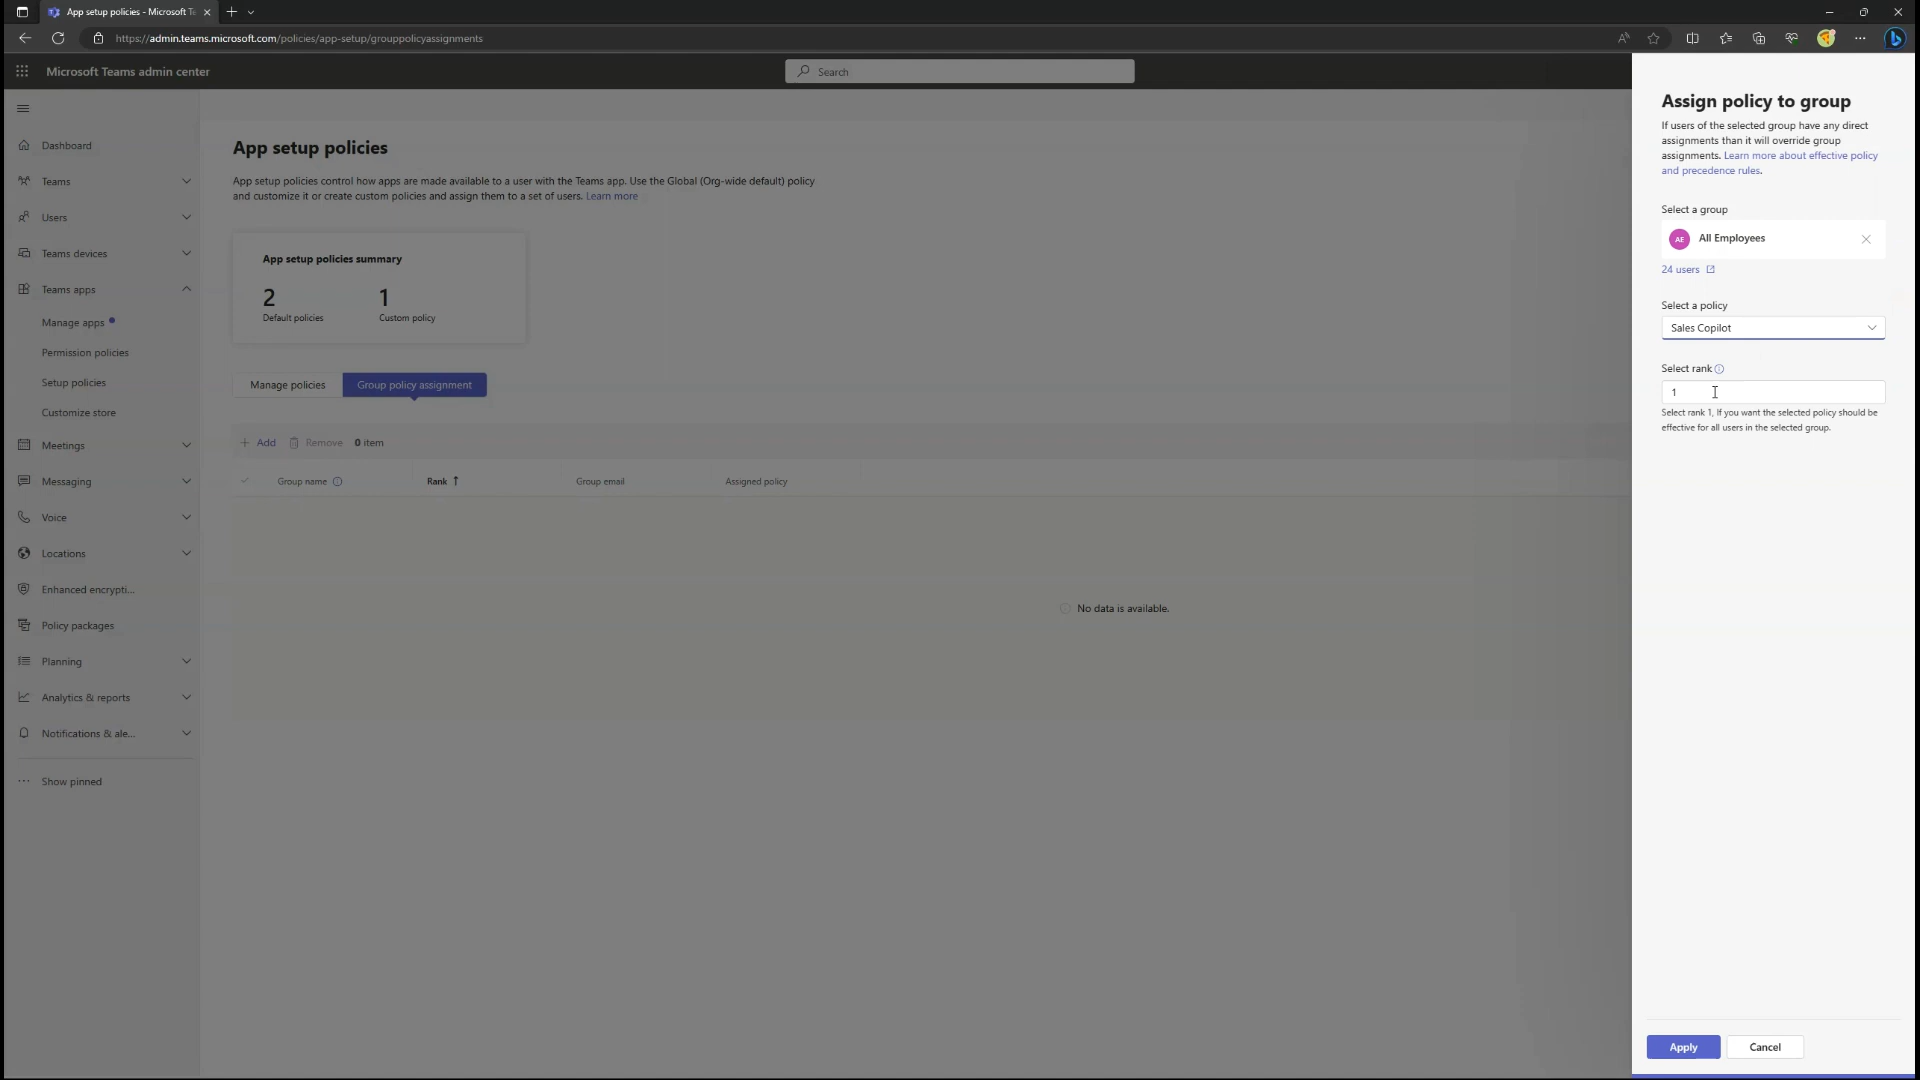 App setup policies - Microsoft Te
https://admin.teams.microsoft.com/policies/app-setup/grouppolicyassignments
Microsoft Teams admin center
Search
Dashboard
Teams
Users
Teams devices
Teams apps
Manage apps
Permission policies
Setup policies
Customize store
Meetings
Messaging
Voice
Locations
Enhanced encrypti...
Policy packages
Planning
Analytics & reports
Notifications & ale...
Show pinned
App setup policies
App setup policies control how apps are made available to a user with the Teams app. Use the Global (Org-wide default) policy
and customize it or create custom policies and assign them to a set of users. Learn more
App setup policies summary
2 1
Default policies Custom policy
Manage policies Group policy assignment
Add Remove 0 item
Group name Rank Group email Assigned policy
No data is available.
Assign policy to group
If users of the selected group have any direct
assignments than it will override group
assignments. Learn more about effective policy
and precedence rules.
Select a group
AE All Employees
24 users
Select a policy
Sales Copilot
Select rank
1
Select rank 1, If you want the selected policy should be
effective for all users in the selected group.
Apply Cancel